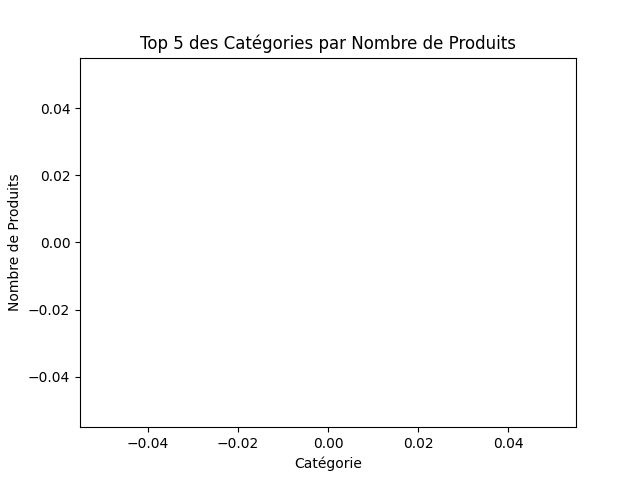 Top 5 des Catégories par Nombre de Produits
Nombre de Produits
0.04
0.02
0.00
−0.02
−0.04
−0.04 −0.02 0.00 0.02 0.04
Catégorie